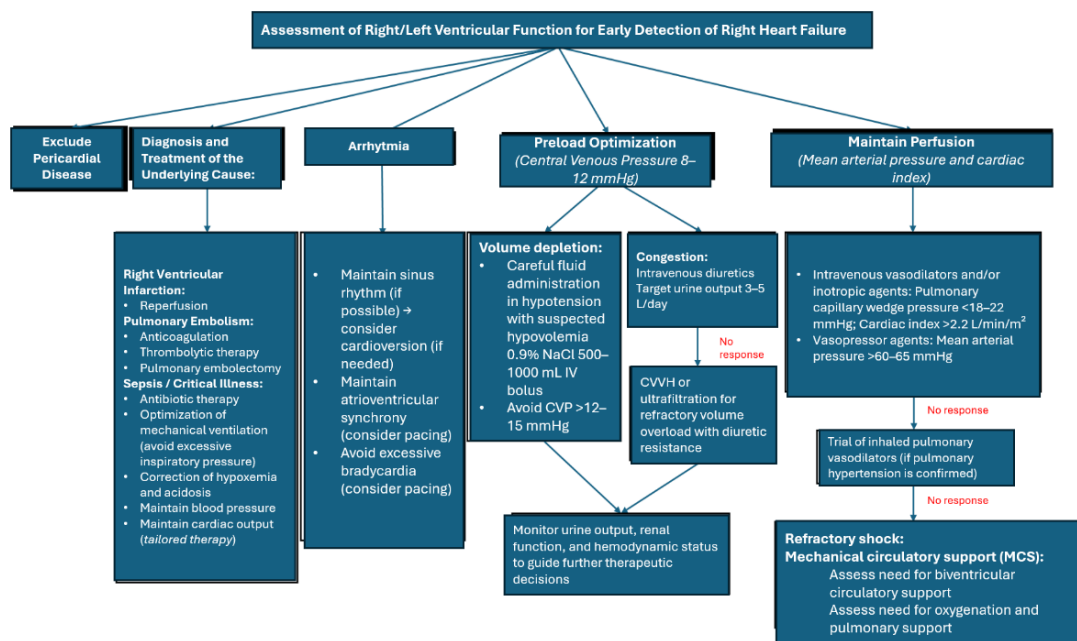 Assessment of Right/Left Ventricular Function for Early Detection of Right Heart Failure
Exclude
Pericardial
Disease
Diagnosis and
Treatment of the
Underlying Cause:
Arrhytmia
Preload Optimization
(Central Venous Pressure 8–
12 mmHg)
Maintain Perfusion
(Mean arterial pressure and cardiac
index)
Right Ventricular
Infarction:
• Reperfusion
Pulmonary Embolism:
• Anticoagulation
• Thrombolytic therapy
• Pulmonary embolectomy
Sepsis / Critical Illness:
• Antibiotic therapy
• Optimization of
mechanical ventilation
(avoid excessive
inspiratory pressure)
• Correction of hypoxemia
and acidosis
• Maintain blood pressure
• Maintain cardiac output
(tailored therapy)
• Maintain sinus
rhythm (if
possible) →
consider
cardioversion (if
needed)
• Maintain
atrioventricular
synchrony
(consider pacing)
• Avoid excessive
bradycardia
(consider pacing)
Volume depletion:
• Careful fluid
administration
in hypotension
with suspected
hypovolemia
0.9% NaCl 500–
1000 mL IV
bolus
• Avoid CVP >12–
15 mmHg
Congestion:
Intravenous diuretics
Target urine output 3–5
L/day
No
response
CVVH or
ultrafiltration for
refractory volume
overload with diuretic
resistance
Monitor urine output, renal
function, and hemodynamic status
to guide further therapeutic
decisions
• Intravenous vasodilators and/or
inotropic agents: Pulmonary
capillary wedge pressure <18–22
mmHg; Cardiac index >2.2 L/min/m²
• Vasopressor agents: Mean arterial
pressure >60–65 mmHg
No response
Trial of inhaled pulmonary
vasodilators (if pulmonary
hypertension is confirmed)
No response
Refractory shock:
Mechanical circulatory support (MCS):
Assess need for biventricular
circulatory support
Assess need for oxygenation and
pulmonary support